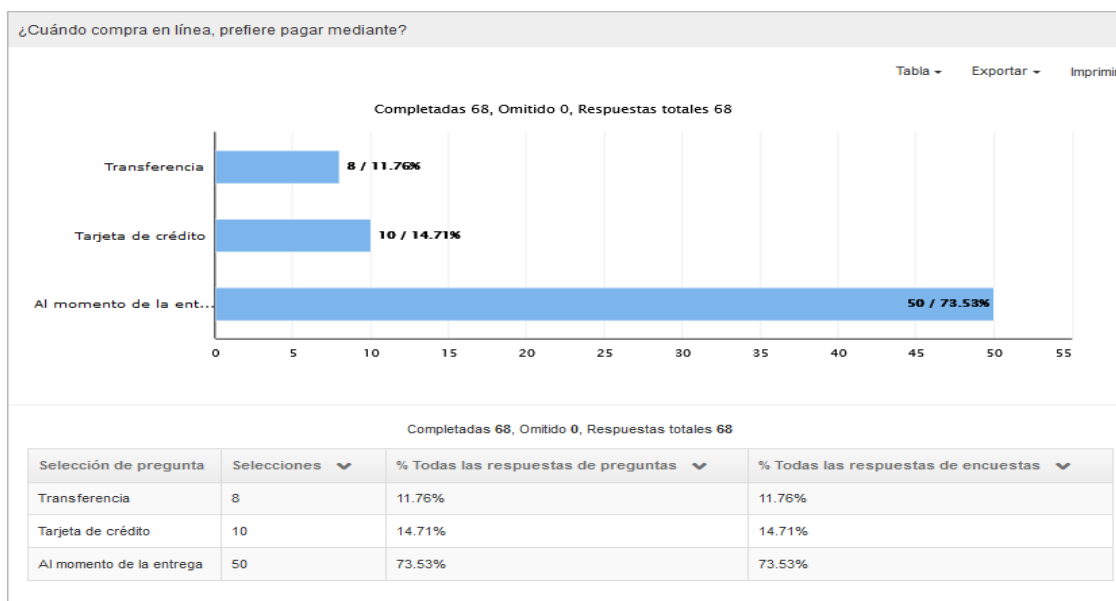 ¿Cuándo compra en línea, prefiere pagar mediante?
Tabla Exportar Imprimir
Completadas 68, Omitido 0, Respuestas totales 68
Transferencia 8 / 11.76%
Tarjeta de crédito 10 / 14.71%
Al momento de la ent... 50 / 73.53%
0 5 10 15 20 25 30 35 40 45 50 55
Completadas 68, Omitido 0, Respuestas totales 68
Selección de pregunta Selecciones % Todas las respuestas de preguntas % Todas las respuestas de encuestas
Transferencia 8 11.76% 11.76%
Tarjeta de crédito 10 14.71% 14.71%
Al momento de la entrega 50 73.53% 73.53%